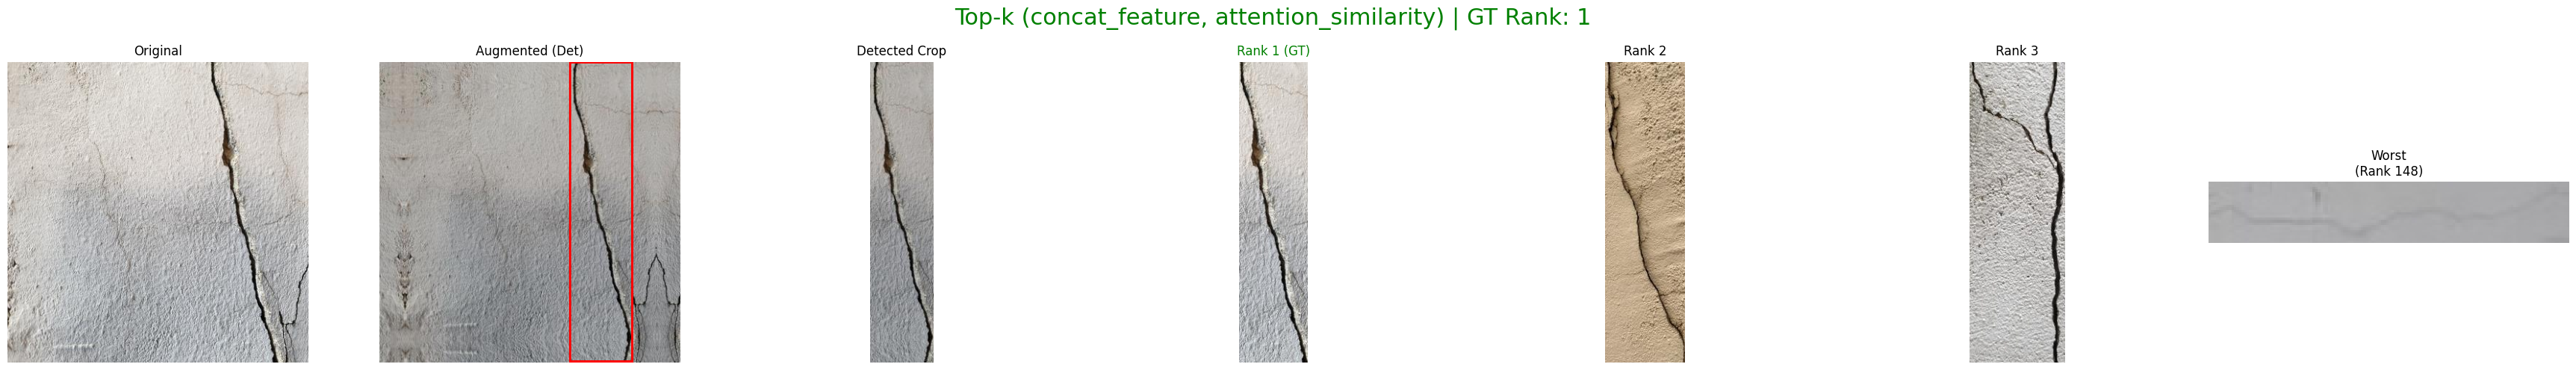 Top-k (concat_feature, attention_similarity) | GT Rank: 1
Original
Augmented (Det)
Detected Crop
Rank 1 (GT)
Rank 2
Rank 3
Worst
(Rank 148)